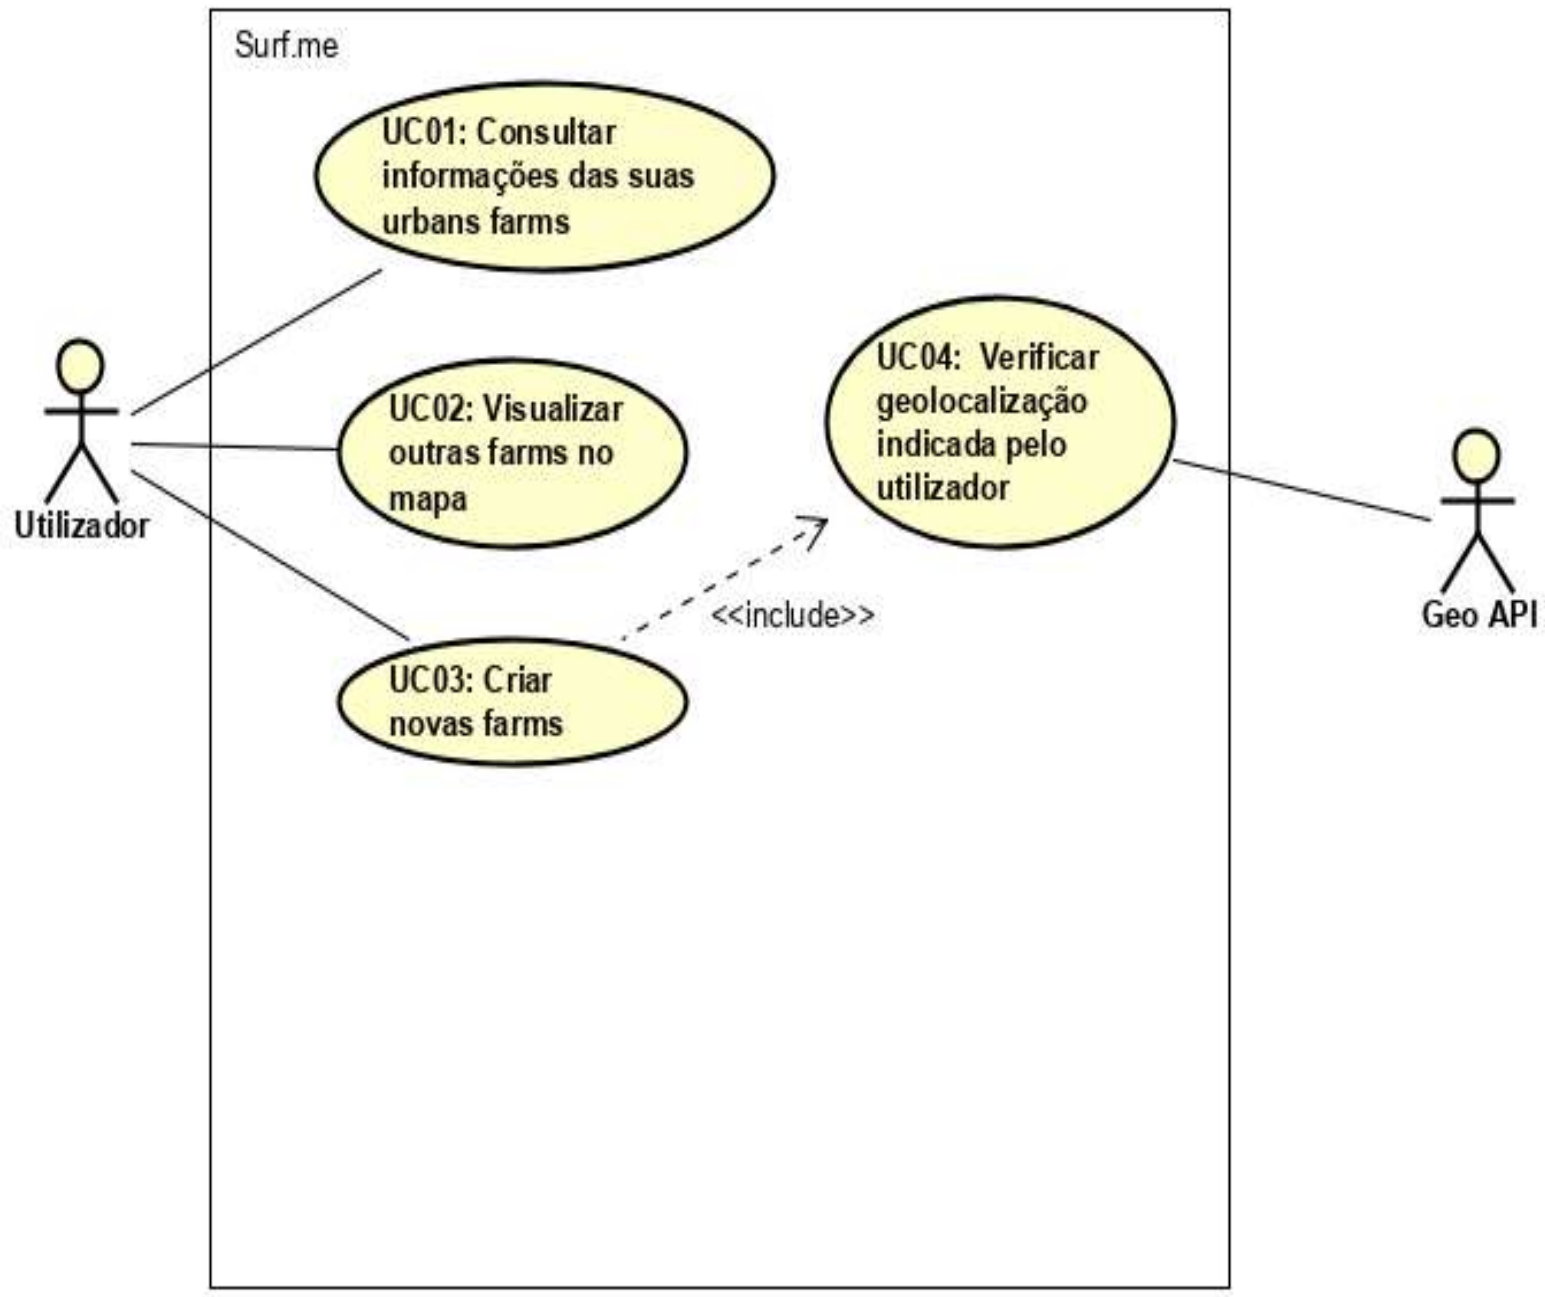 Surf.me
UC01: Consultar
informações das suas
urbans farms
UC02: Visualizar
outras farms no
mapa
UC04:  Verificar
geolocalização
indicada pelo
utilizador
Utilizador
<<include>>
Geo API
UC03: Criar
novas farms